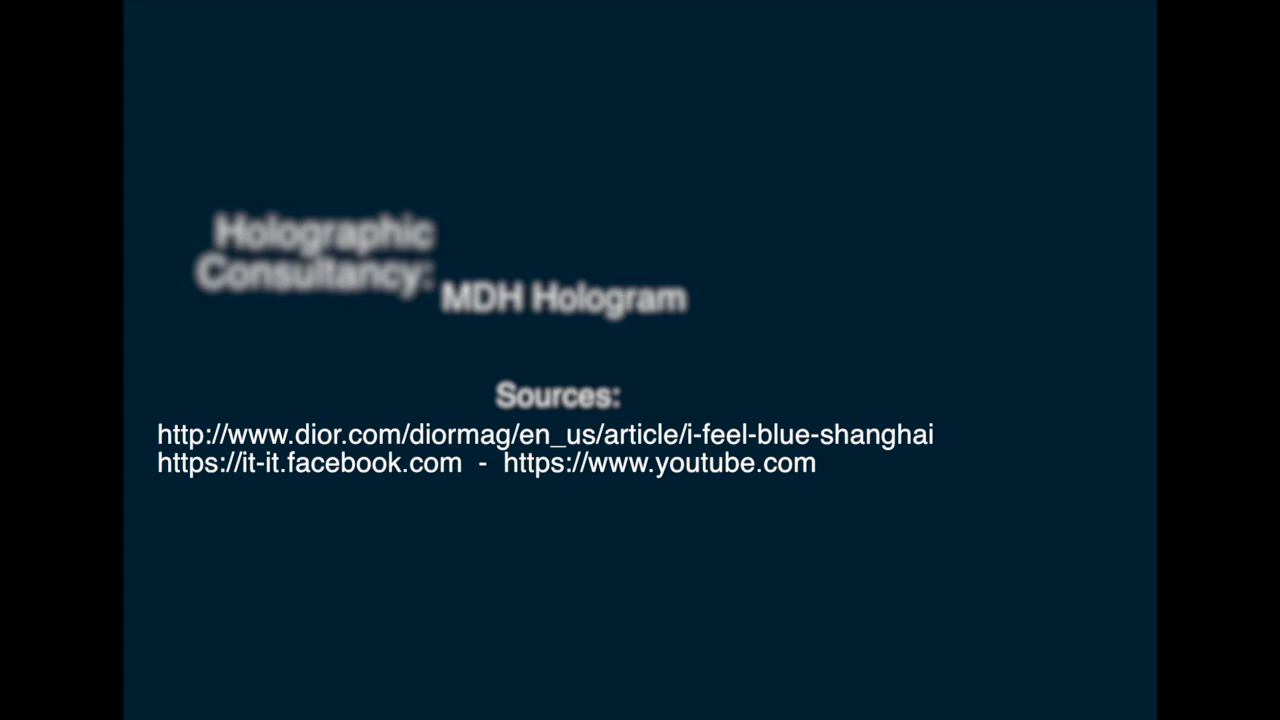 Holographic
Consultancy:
MDH Hologram
Sources:
http://www.dior.com/diormag/en_us/article/i-feel-blue-shanghai
https://it-it.facebook.com - https://www.youtube.com